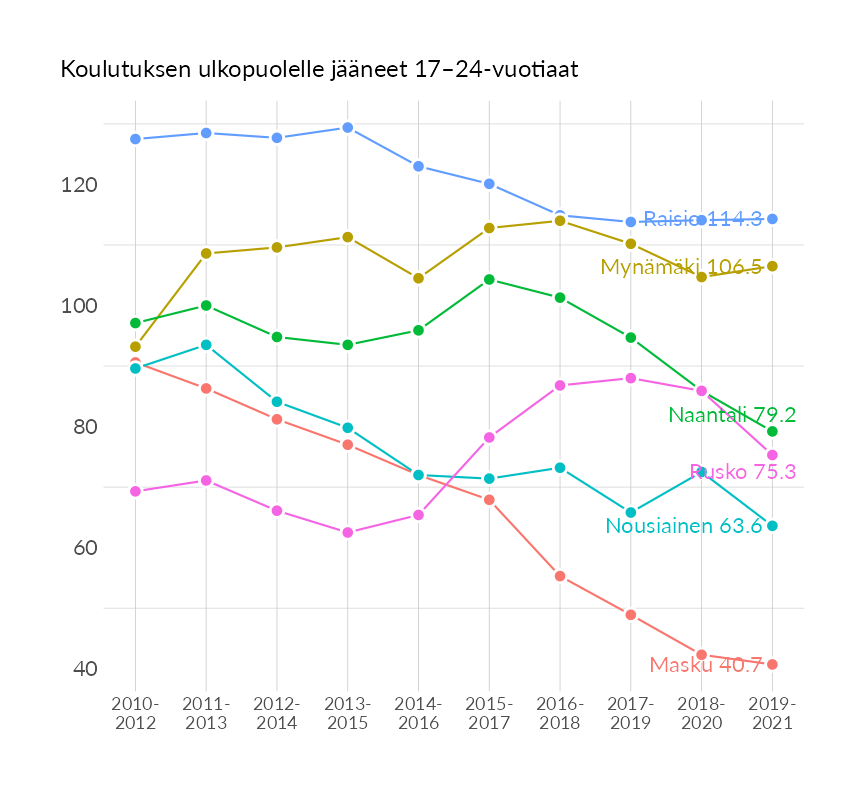 Koulutuksen ulkopuolelle jääneet 17–24-vuotiaat
120
100
80
60
40
Raisio 114.3
Mynämäki 106.5
Naantali 79.2
Rusko 75.3
Nousiainen 63.6
Masku 40.7
2010- 2011- 2012- 2013- 2014- 2015- 2016- 2017- 2018- 2019-
2012 2013 2014 2015 2016 2017 2018 2019 2020 2021